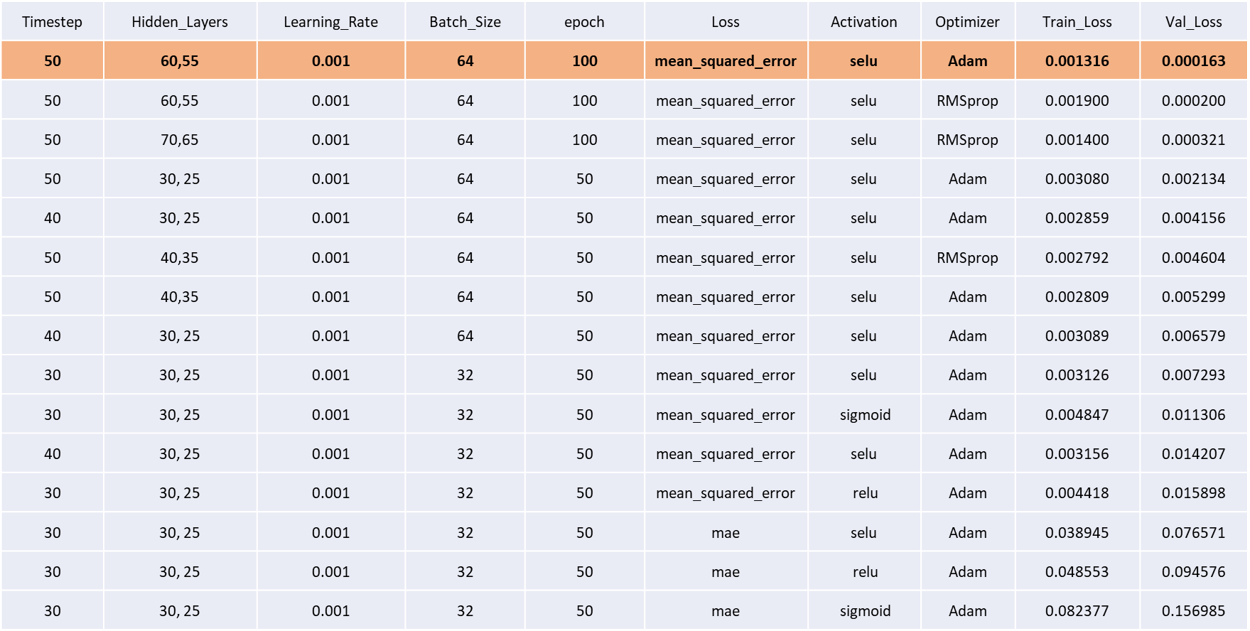 Timestep Hidden_Layers Learning_Rate Batch_Size epoch Loss Activation Optimizer Train_Loss Val_Loss
50 60,55 0.001 64 100 mean_squared_error selu Adam 0.001316 0.000163
50 60,55 0.001 64 100 mean_squared_error selu RMSprop 0.001900 0.000200
50 70,65 0.001 64 100 mean_squared_error selu RMSprop 0.001400 0.000321
50 30, 25 0.001 64 50 mean_squared_error selu Adam 0.003080 0.002134
40 30, 25 0.001 64 50 mean_squared_error selu Adam 0.002859 0.004156
50 40,35 0.001 64 50 mean_squared_error selu RMSprop 0.002792 0.004604
50 40,35 0.001 64 50 mean_squared_error selu Adam 0.002809 0.005299
40 30, 25 0.001 64 50 mean_squared_error selu Adam 0.003089 0.006579
30 30, 25 0.001 32 50 mean_squared_error selu Adam 0.003126 0.007293
30 30, 25 0.001 32 50 mean_squared_error sigmoid Adam 0.004847 0.011306
40 30, 25 0.001 32 50 mean_squared_error selu Adam 0.003156 0.014207
30 30, 25 0.001 32 50 mean_squared_error relu Adam 0.004418 0.015898
30 30, 25 0.001 32 50 mae selu Adam 0.038945 0.076571
30 30, 25 0.001 32 50 mae relu Adam 0.048553 0.094576
30 30, 25 0.001 32 50 mae sigmoid Adam 0.082377 0.156985